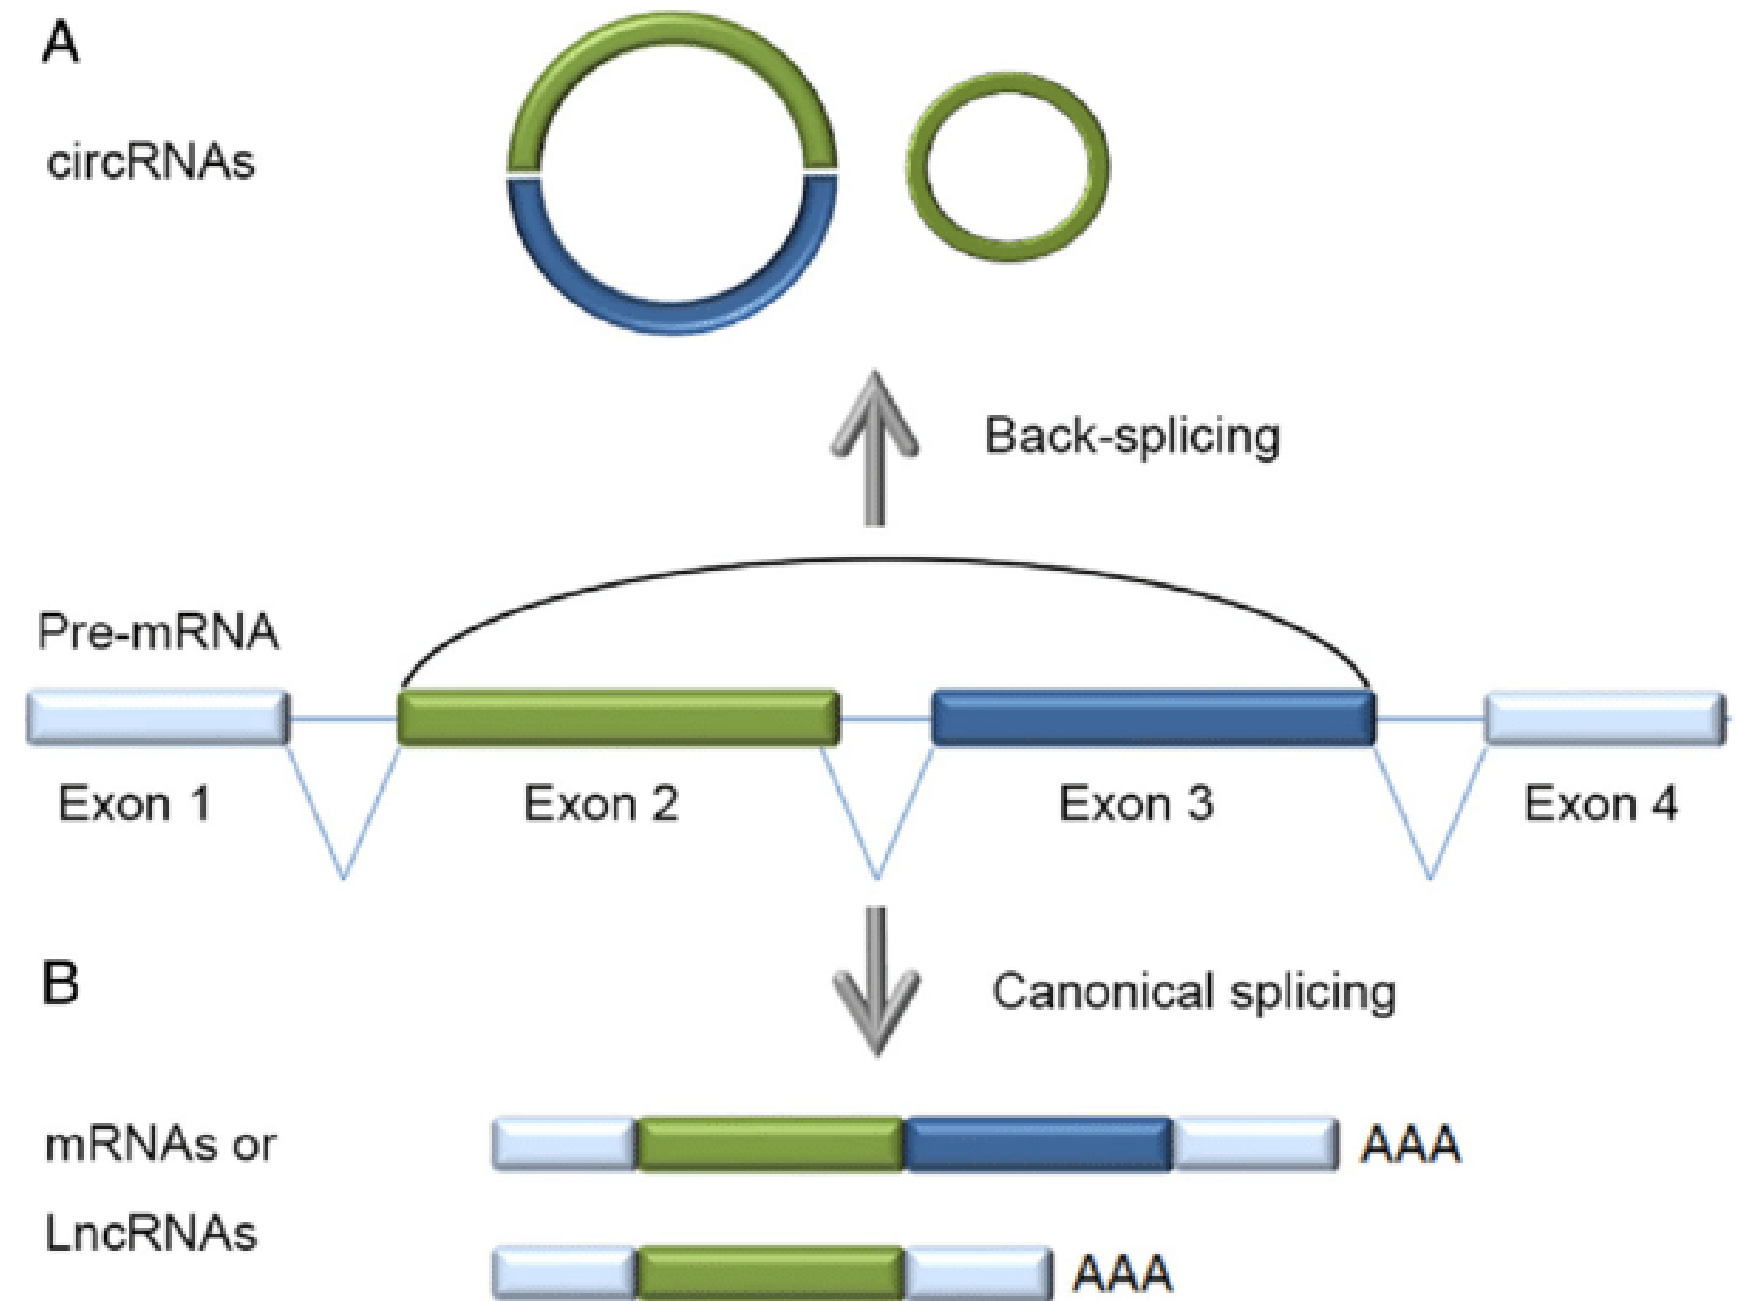 A
circRNAs
Back-splicing
Pre-mRNA
Exon 1
Exon 2
Exon 3
Exon 4
B
Canonical splicing
mRNAs or
AAA
LncRNAs
AAA